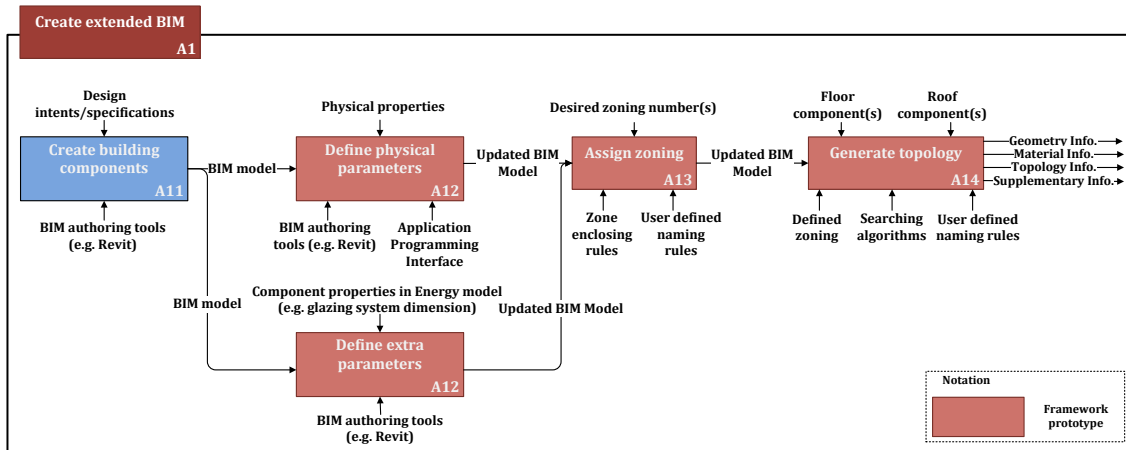 Create extended BIM
A1
Design
intents/specifications
Create building
components
A11
BIM authoring tools
(e.g. Revit)
BIM model
BIM model
Physical properties
Define physical
parameters
A12
BIM authoring
tools (e.g. Revit)
Application
Programming
Interface
Updated BIM
Model
Component properties in Energy model
(e.g. glazing system dimension)
Define extra
parameters
A12
BIM authoring tools
(e.g. Revit)
Updated BIM Model
Desired zoning number(s)
Assign zoning
A13
Zone
enclosing
rules
User defined
naming
rules
Updated BIM
Model
Floor
component(s)
Roof
component(s)
Generate topology
A14
Defined
zoning
Searching
algorithms
User defined
naming rules
Geometry Info.
Material Info.
Topology Info.
Supplementary Info.
Notation
Framework
prototype